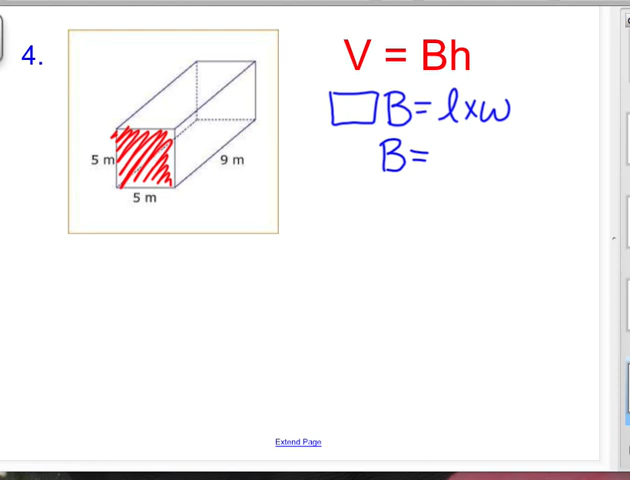 4.
V = Bh
B = l x w
B =
5 m
9 m
5 m
Extend Page